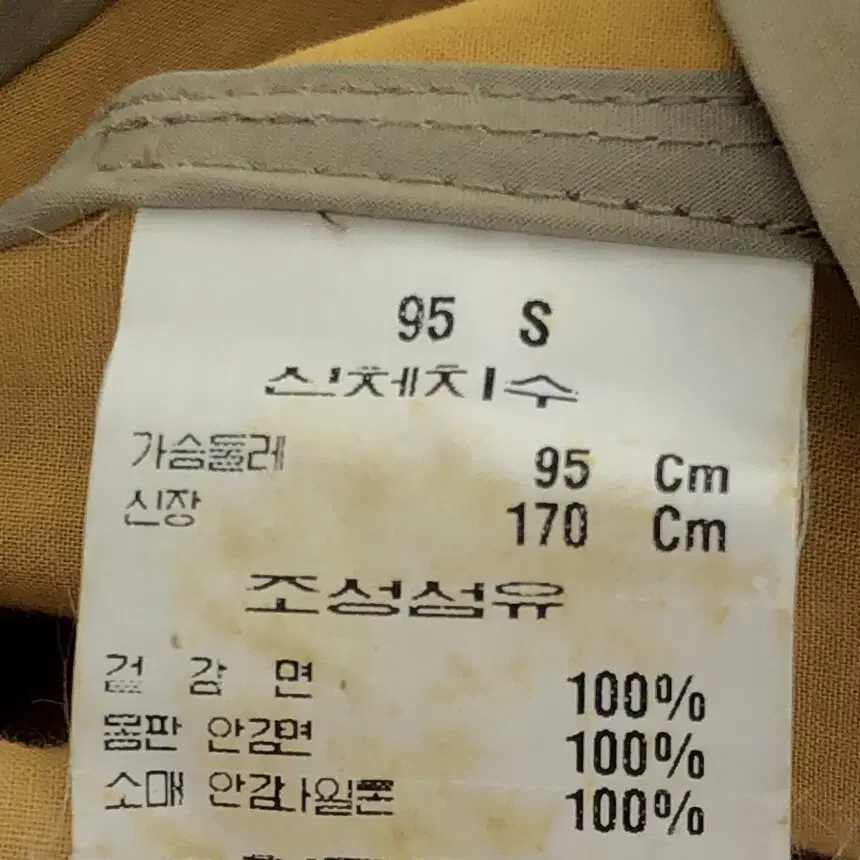 95 S
신체치수
가슴둘레 95 Cm
신장 170 Cm
조성섬유
겉 감 면 100%
몸판 안감면 100%
소매 안감나일론 100%